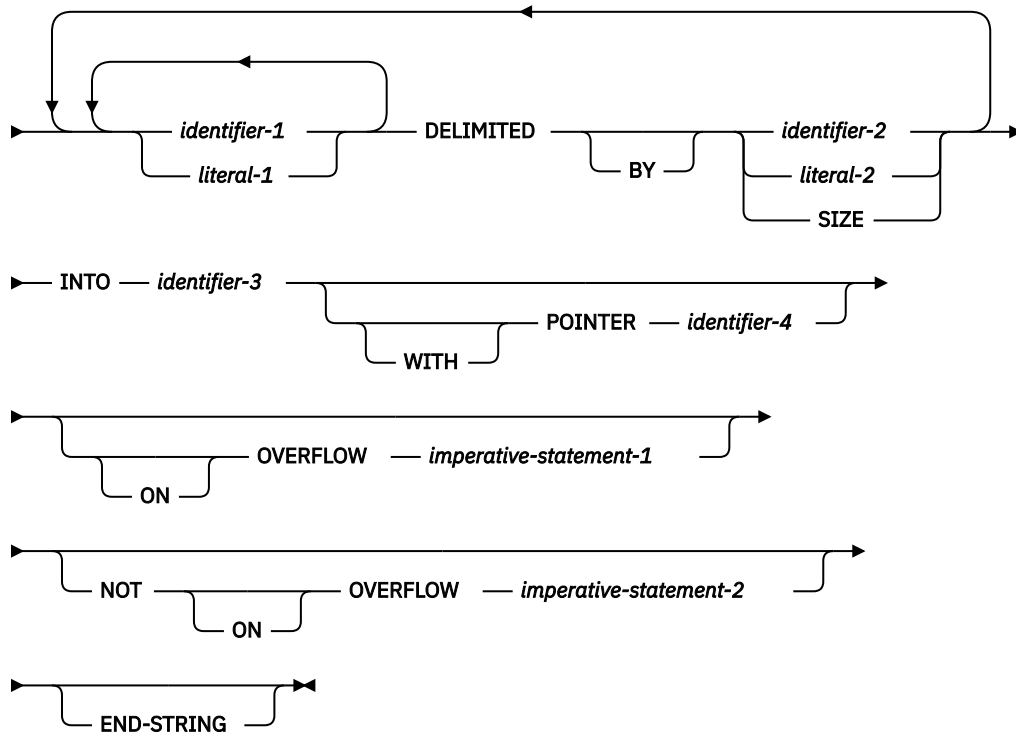 identifier-1 DELIMITED identifier-2
literal-1 BY literal-2
SIZE
INTO identifier-3
POINTER identifier-4
WITH
OVERFLOW imperative-statement-1
ON
NOT OVERFLOW imperative-statement-2
ON
END-STRING